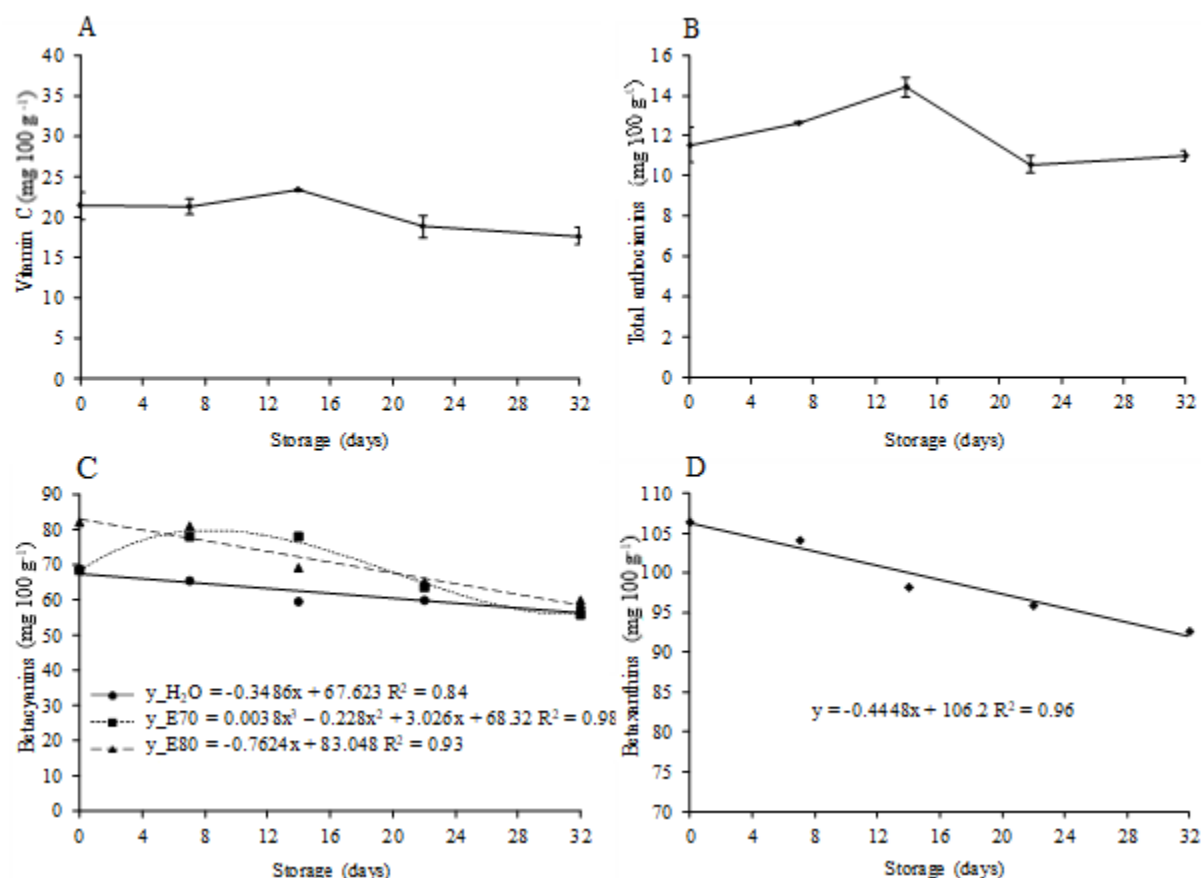 A
Vitamin C (mg 100 g⁻¹)
40
35
30
25
20
15
10
5
0
0 4 8 12 16 20 24 28 32
Storage (days)
B
Total anthocianins (mg 100 g⁻¹)
16
14
12
10
8
6
4
2
0
0 4 8 12 16 20 24 28 32
Storage (days)
C
Betacyanins (mg 100 g⁻¹)
90
80
70
60
50
40
30
20
10
0
y_H₂O = -0.3486x + 67.623 R² = 0.84
y_E70 = 0.0038x³ – 0.228x² + 3.026x + 68.32 R² = 0.98
y_E80 = -0.7624x + 83.048 R² = 0.93
0 4 8 12 16 20 24 28 32
Storage (days)
D
Betaxanthins (mg 100 g⁻¹)
110
105
100
95
90
85
80
75
70
y = -0.4448x + 106.2 R² = 0.96
0 4 8 12 16 20 24 28 32
Storage (days)